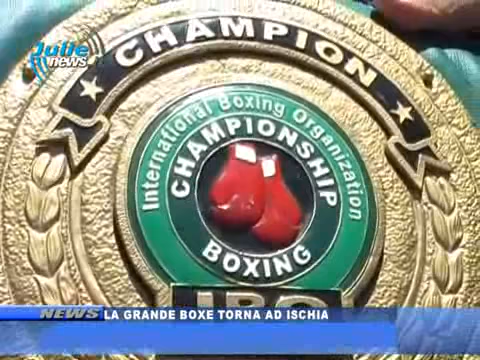 Julie
news
CHAMPION
International Boxing Organization
CHAMPIONSHIP
BOXING
IBO
NEWS LA GRANDE BOXE TORNA AD ISCHIA